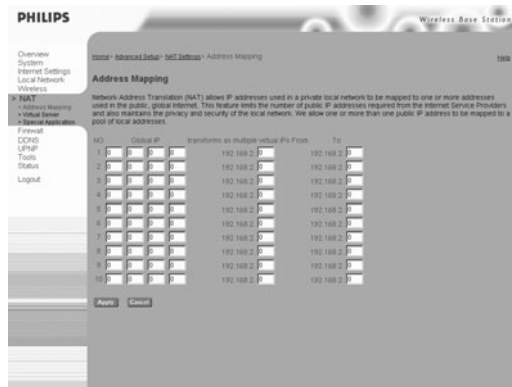 PHILIPS
Wireless Base Station
Overview
System
Internet Settings
Local Network
Wireless
> NAT
• Address Mapping
• Virtual Server
• Special Application
Firewall
DDNS
UPNP
Tools
Status
Logout
Home> Advanced Setup> NAT Settings> Address Mapping
Help
Address Mapping
Network Address Translation (NAT) allows IP addresses used in a private local network to be mapped to one or more addresses
used in the public, global Internet. This feature limits the number of public IP addresses required from the Internet Service Providers
and also maintains the privacy and security of the local network. We allow one or more than one public IP address to be mapped to a
pool of local addresses.
NO. Global IP transforms as multiple virtual IPs From To
1 0 0 0 0 192.168.2. 0 192.168.2. 0
2 0 0 0 0 192.168.2. 0 192.168.2. 0
3 0 0 0 0 192.168.2. 0 192.168.2. 0
4 0 0 0 0 192.168.2. 0 192.168.2. 0
5 0 0 0 0 192.168.2. 0 192.168.2. 0
6 0 0 0 0 192.168.2. 0 192.168.2. 0
7 0 0 0 0 192.168.2. 0 192.168.2. 0
8 0 0 0 0 192.168.2. 0 192.168.2. 0
9 0 0 0 0 192.168.2. 0 192.168.2. 0
10 0 0 0 0 192.168.2. 0 192.168.2. 0
Apply Cancel